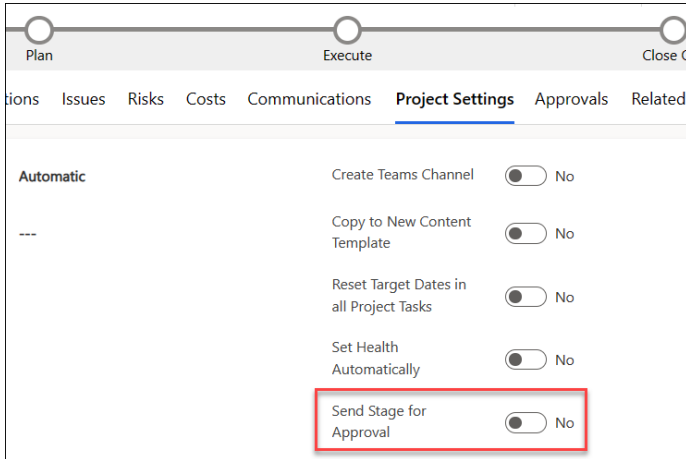 Plan Execute Close O
tions Issues Risks Costs Communications Project Settings Approvals Related
Automatic
Create Teams Channel No
---
Copy to New Content
Template No
Reset Target Dates in
all Project Tasks No
Set Health
Automatically No
Send Stage for
Approval No